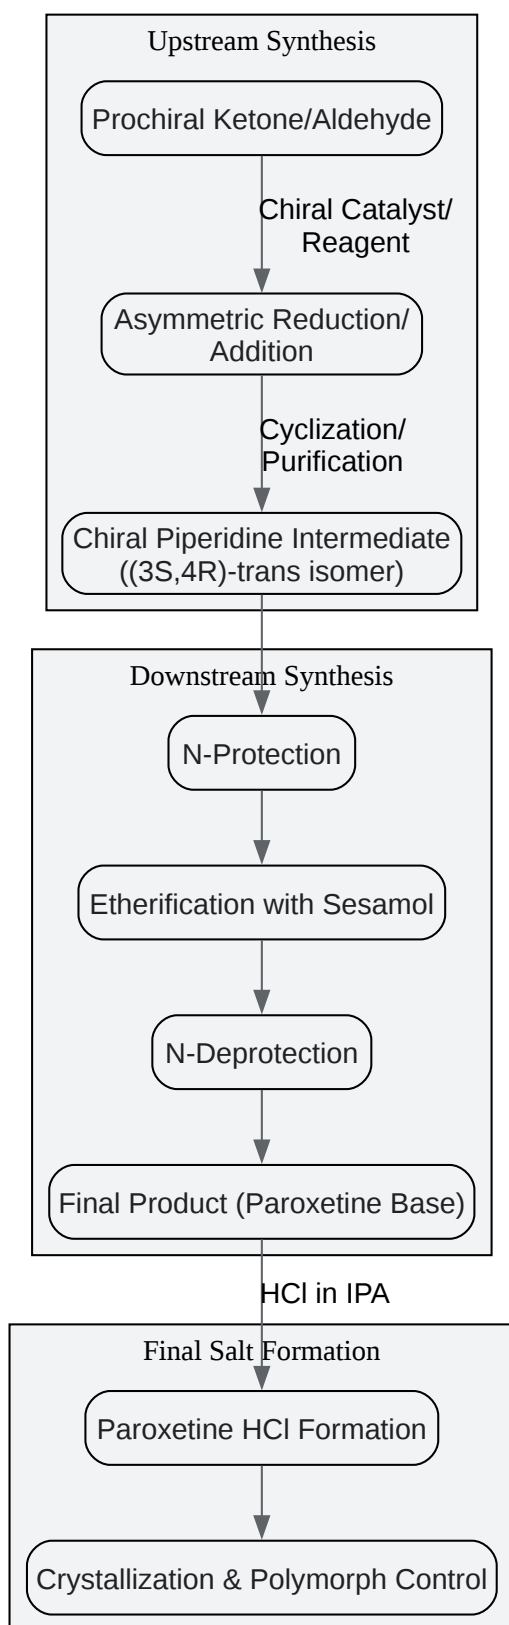 Upstream Synthesis
Prochiral Ketone/Aldehyde
Chiral Catalyst/
Reagent
Asymmetric Reduction/
Addition
Cyclization/
Purification
Chiral Piperidine Intermediate
((3S,4R)-trans isomer)
Downstream Synthesis
N-Protection
Etherification with Sesamol
N-Deprotection
Final Product (Paroxetine Base)
HCl in IPA
Final Salt Formation
Paroxetine HCl Formation
Crystallization & Polymorph Control